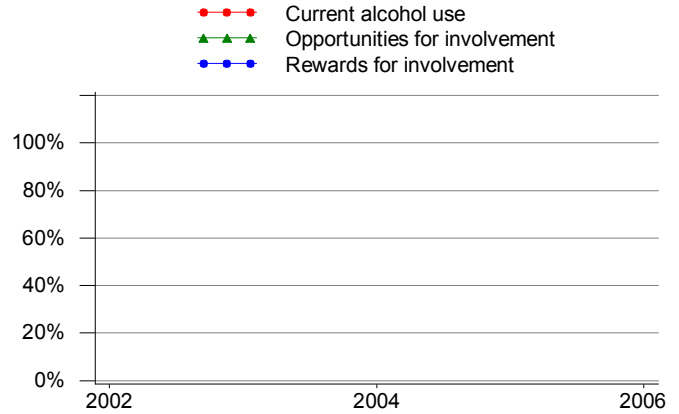 Current alcohol use
Opportunities for involvement
Rewards for involvement
100%
80%
60%
40%
20%
0%
2002 2004 2006